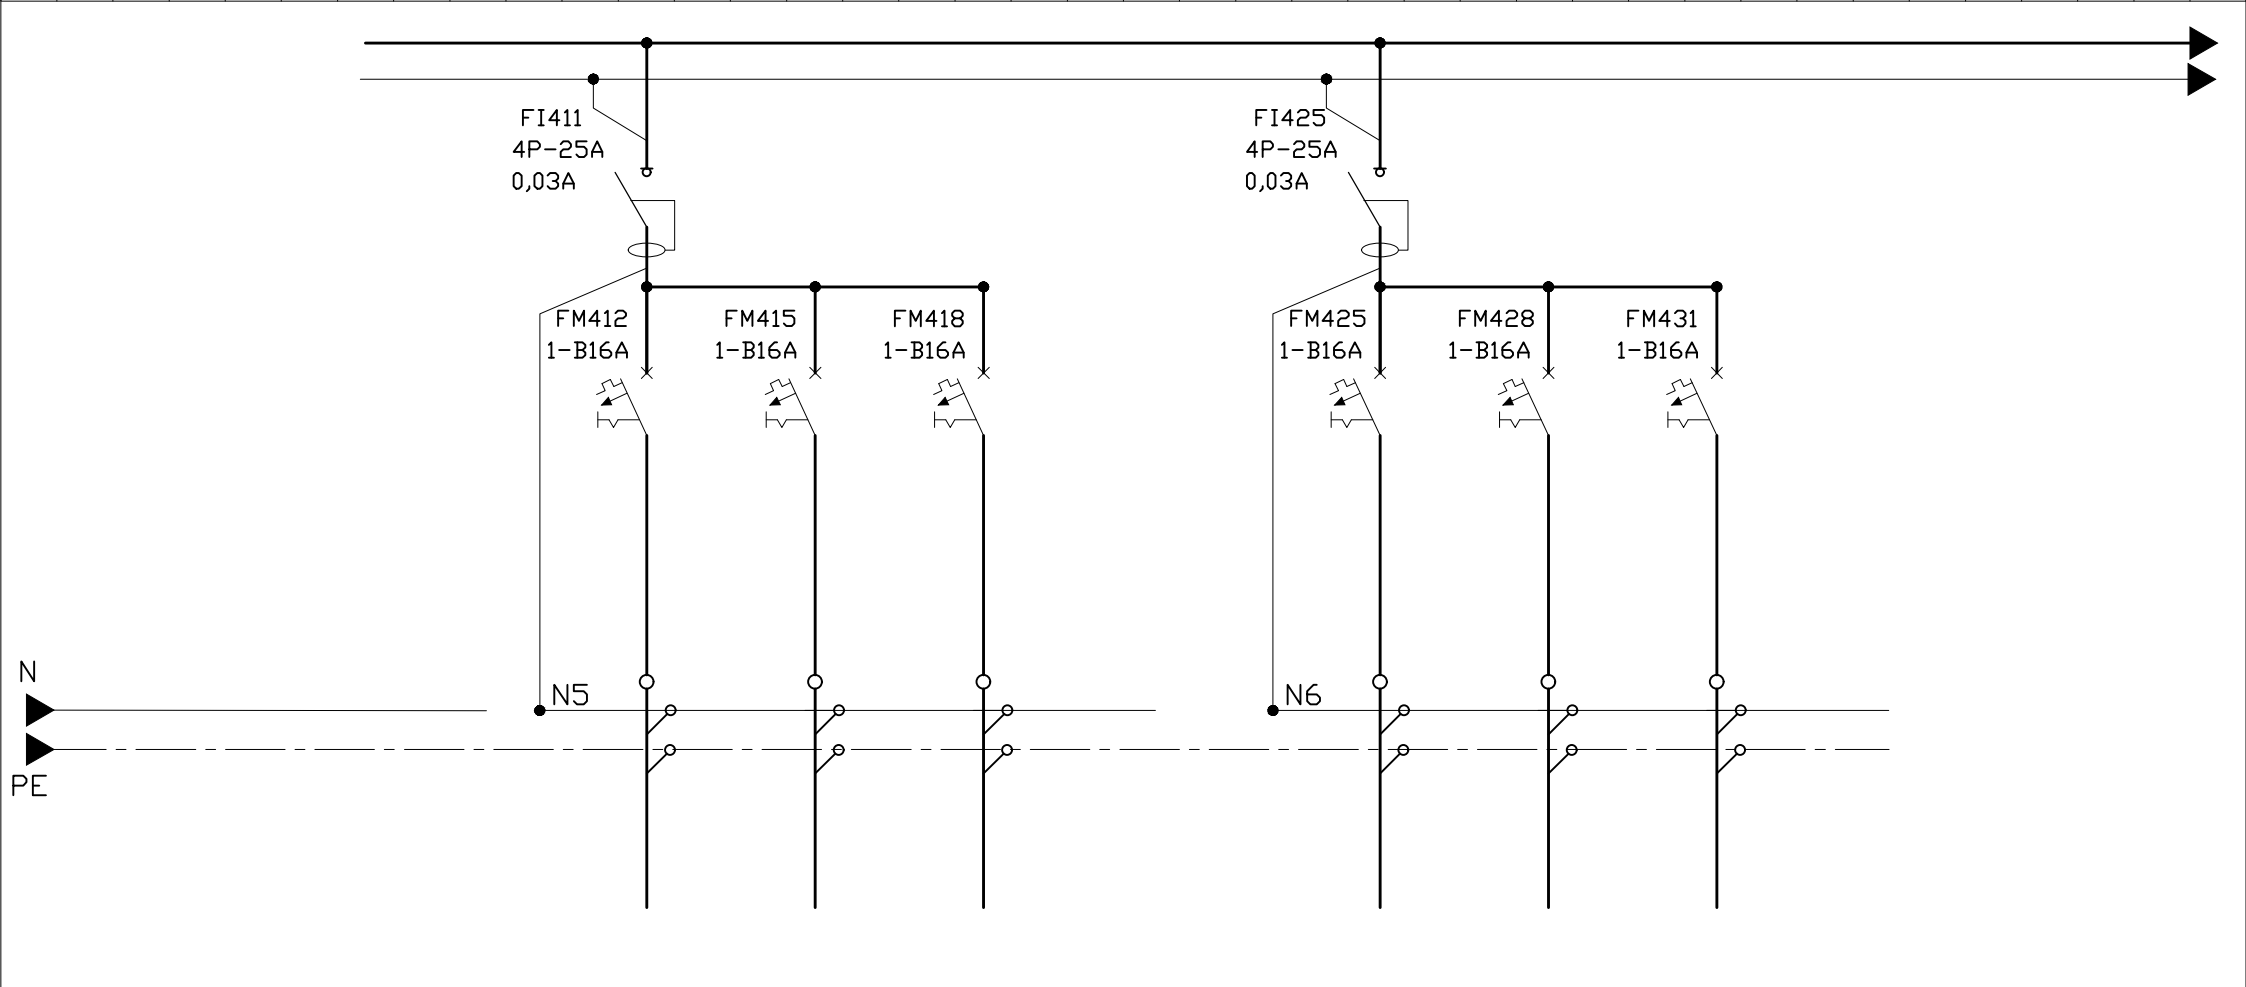 FI411
4P-25A
0,03A
FI425
4P-25A
0,03A
FM412
1-B16A
FM415
1-B16A
FM418
1-B16A
FM425
1-B16A
FM428
1-B16A
FM431
1-B16A
N
N5
N6
PE